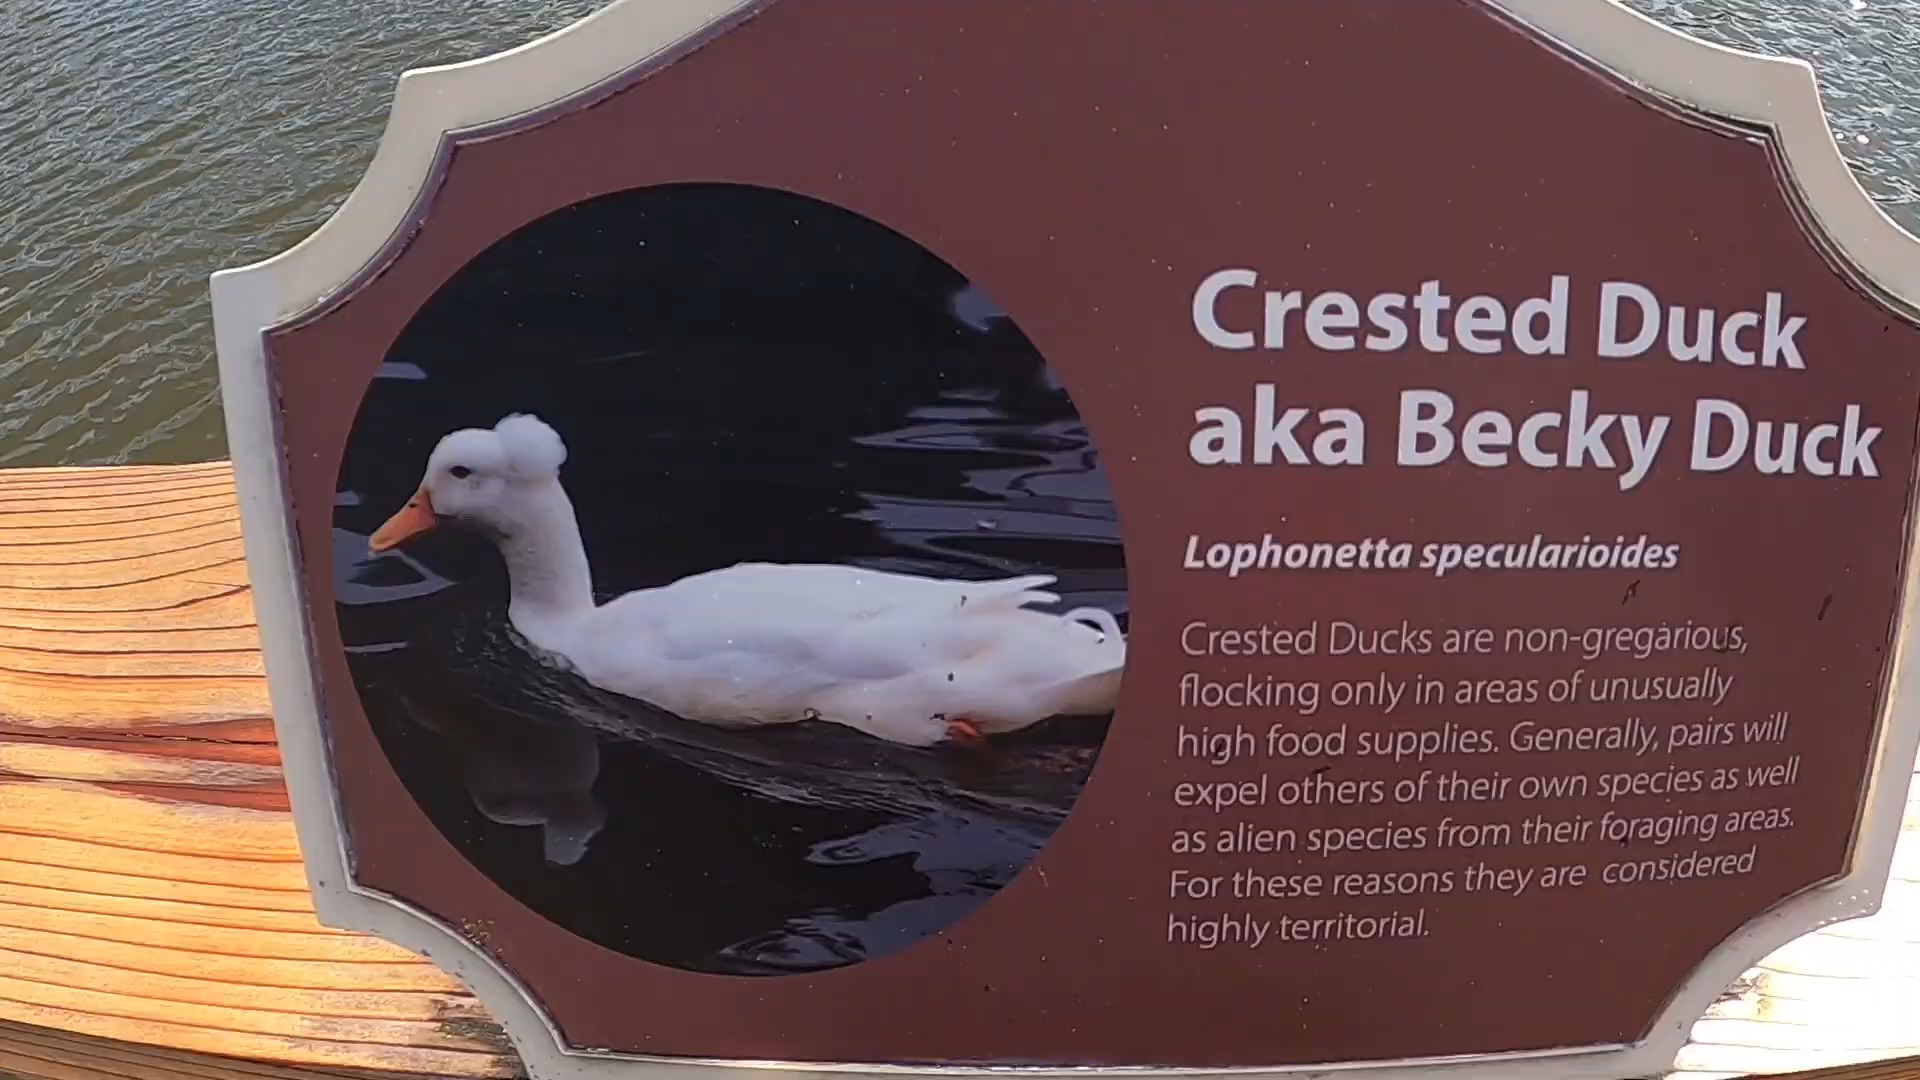 Crested Duck
aka Becky Duck
Lophonetta specularioides
Crested Ducks are non-gregarious,
flocking only in areas of unusually
high food supplies. Generally, pairs will
expel others of their own species as well
as alien species from their foraging areas.
For these reasons they are considered
highly territorial.